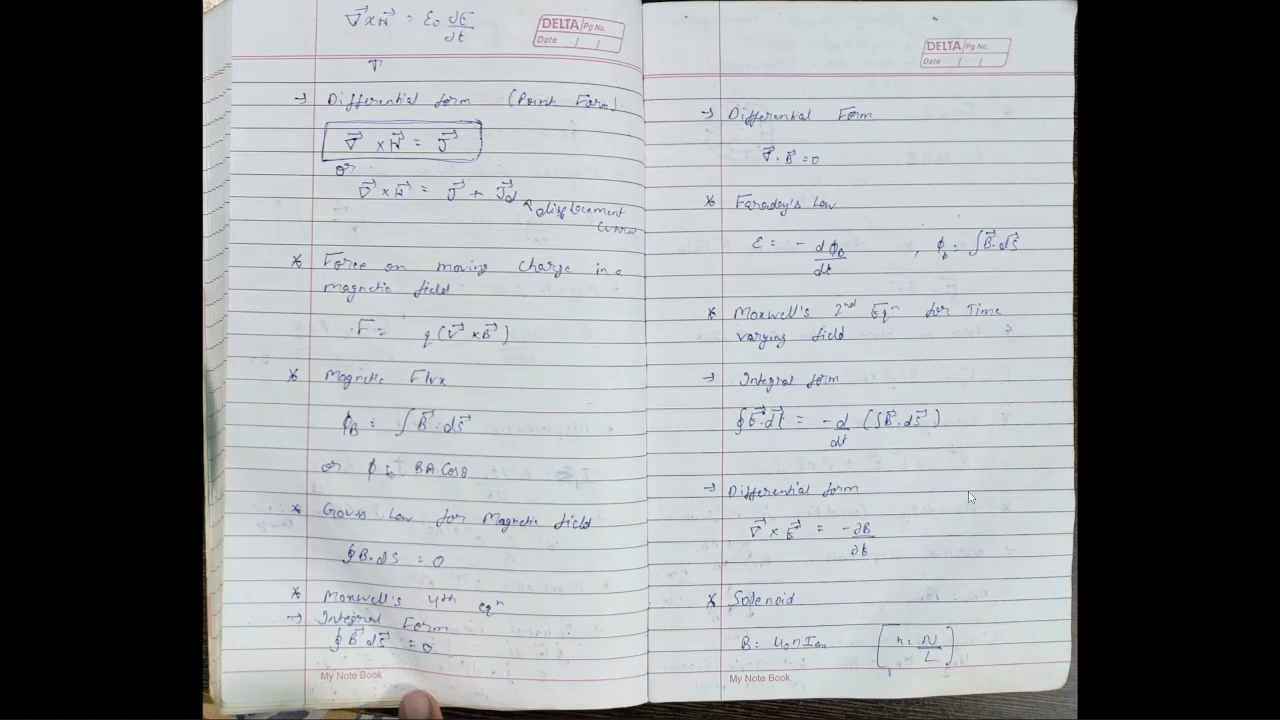 ∇⃗ × H⃗ = ε₀ ∂E/∂t
DELTA Pg No.
Date / /
→ Differential form (Point Form)
∇⃗ × H⃗ = J⃗
or
∇⃗ × H⃗ = J⃗ + J⃗d ↖ displacement
* Force on moving charge in a
magnetic field
F = q(V⃗ × B⃗)
* Magnetic Flux
ϕB = ∫ B⃗ . ds⃗
or ϕ = BA Cosθ
* Gauss Law for Magnetic field
∮ B . ds = 0
* Maxwell's 4th eqn
→ Integral Form
∮ B⃗ ds⃗ = 0
My Note Book
DELTA Pg No.
Date / /
→ Differential Form
∇⃗ . B⃗ = 0
* Faraday's Law
ε = - dϕB/dt , ϕb = ∫ B⃗ . ds⃗
* Maxwell's 2nd Eqn for Time
varying field
→ Integral form
∮ E⃗ . dl⃗ = -d/dt (∫ B⃗ . ds⃗)
→ Differential form
∇⃗ × E⃗ = -∂B/∂t
* Solenoid
B = μ₀nI [n = N/L]
My Note Book